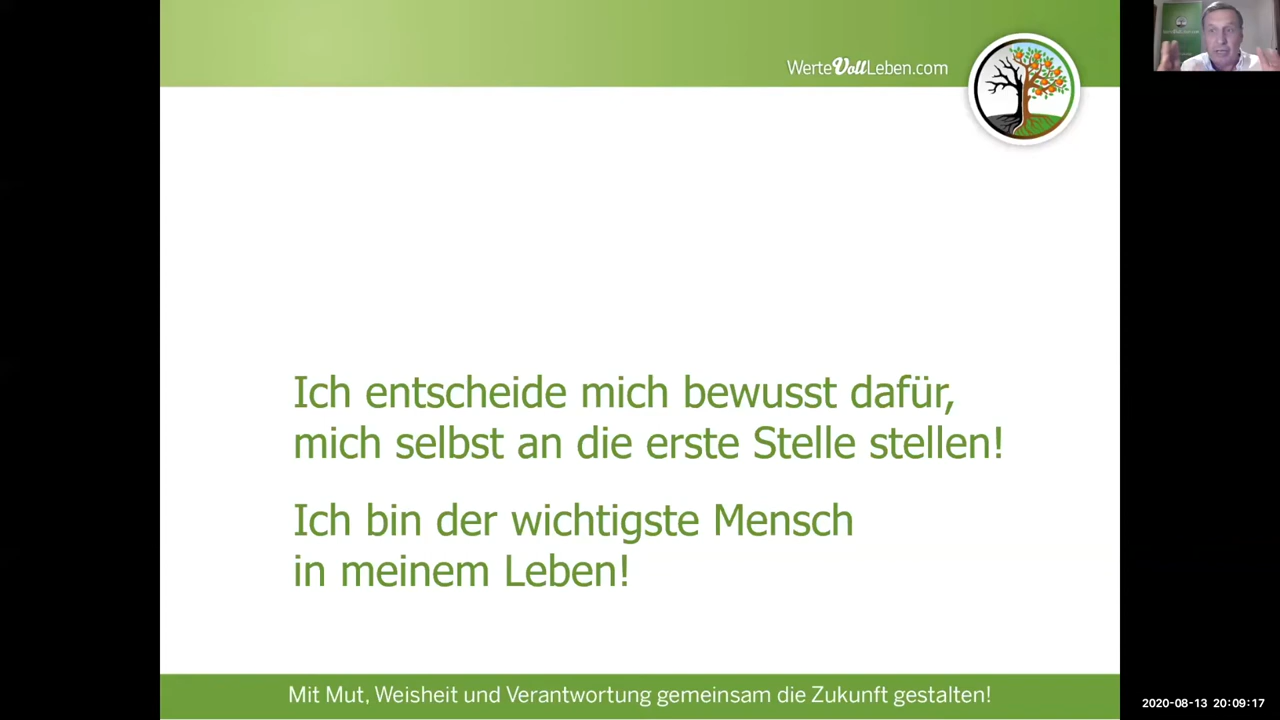 WerteVollLeben.com
Ich entscheide mich bewusst dafür,
mich selbst an die erste Stelle stellen!
Ich bin der wichtigste Mensch
in meinem Leben!
Mit Mut, Weisheit und Verantwortung gemeinsam die Zukunft gestalten!
2020-08-13 20:09:17